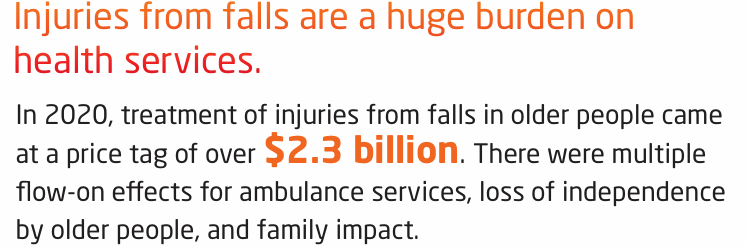 Injuries from falls are a huge burden on
health services.
In 2020, treatment of injuries from falls in older people came
at a price tag of over $2.3 billion. There were multiple
flow-on effects for ambulance services, loss of independence
by older people, and family impact.